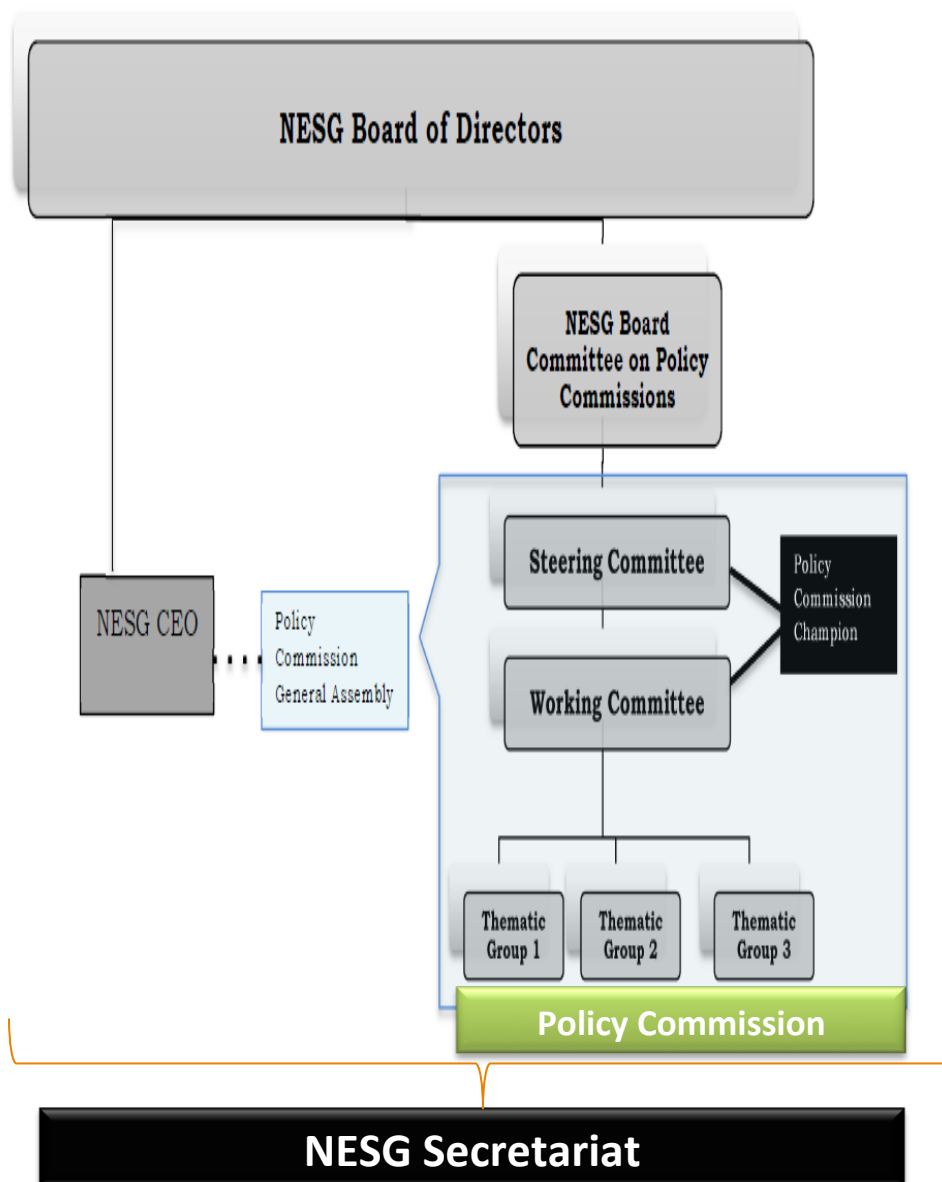 NESG Board of Directors
NESG Board
Committee on Policy
Commissions
Steering Committee
Policy
Commission
Champion
NESG CEO
Policy
Commission
General Assembly
Working Committee
Thematic
Group 1
Thematic
Group 2
Thematic
Group 3
Policy Commission
NESG Secretariat